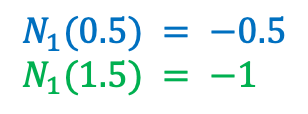 N₁(0.5) = −0.5
N₁(1.5) = −1